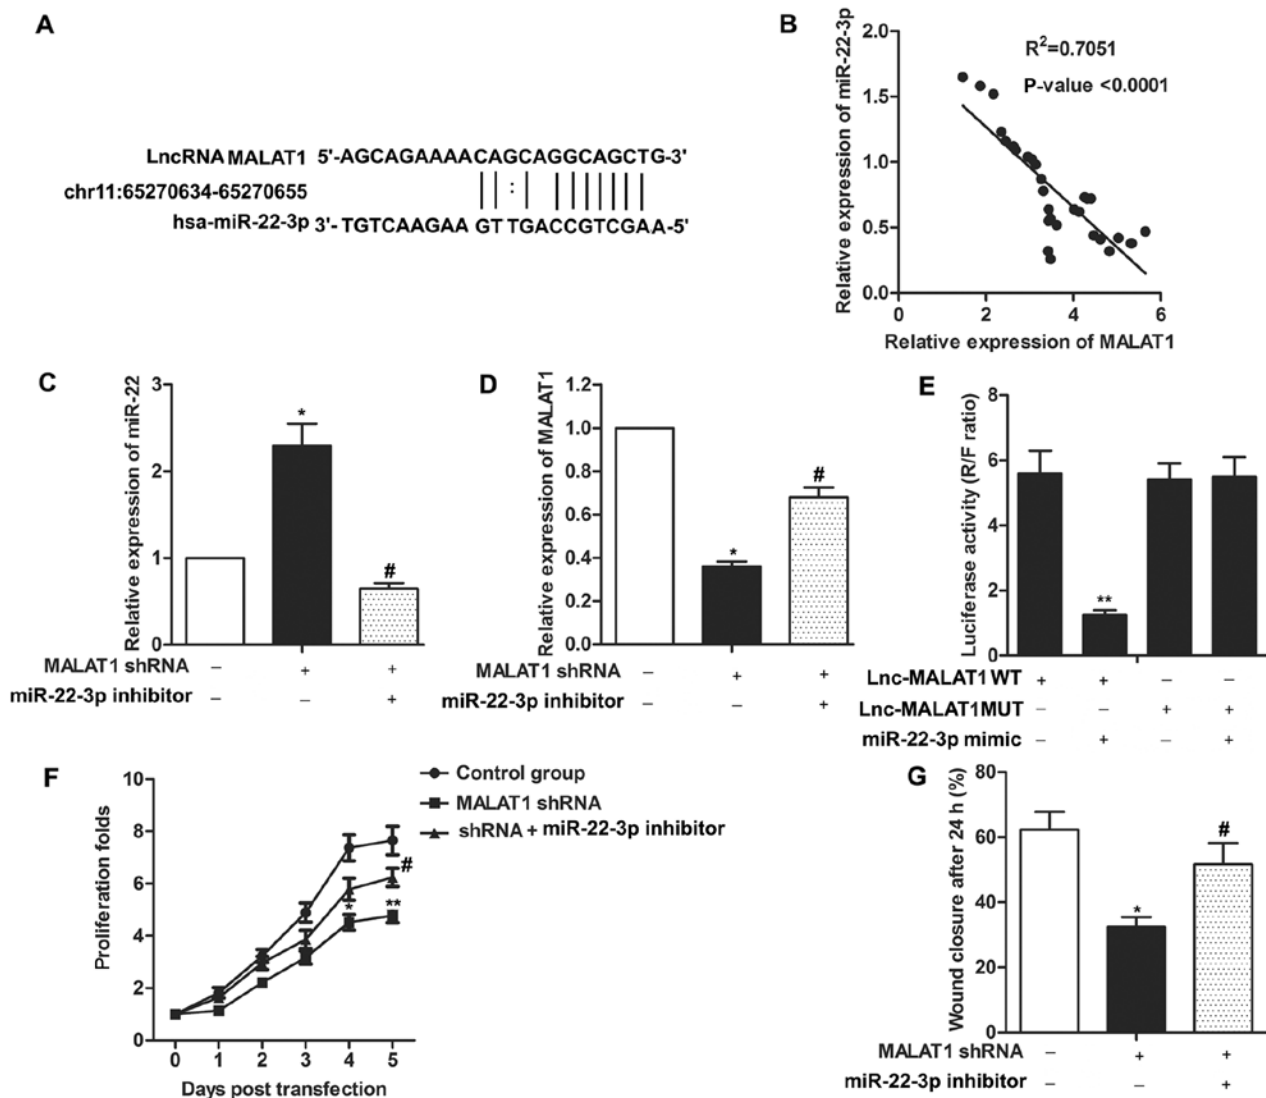 A
LncRNA MALAT1 5'-AGCAGAAAACAGCAGGCAGCTG-3'
chr11:65270634-65270655
:
hsa-miR-22-3p 3'- TGTCAAGAA GTTGACCGTCGAA-5'
B
Relative expression of miR-22-3p
2.0
1.5
1.0
0.5
0.0
R²=0.7051
P-value <0.0001
0 2 4 6
Relative expression of MALAT1
C
Relative expression of miR-22
3
2
1
0
*
#
MALAT1 shRNA – + +
miR-22-3p inhibitor – – +
D
Relative expression of MALAT1
1.2
1.0
0.8
0.6
0.4
0.2
0.0
*
#
MALAT1 shRNA – + +
miR-22-3p inhibitor – – +
E
Luciferase activity (R/F ratio)
8
6
4
2
0
**
Lnc-MALAT1WT + + – –
Lnc-MALAT1MUT – – + +
miR-22-3p mimic – + – +
F
Proliferation folds
10
8
6
4
2
0
Control group
MALAT1 shRNA
shRNA + miR-22-3p inhibitor
#
* **
0 1 2 3 4 5
Days post transfection
G
Wound closure after 24 h (%)
80
60
40
20
0
*
#
MALAT1 shRNA – + +
miR-22-3p inhibitor – – +